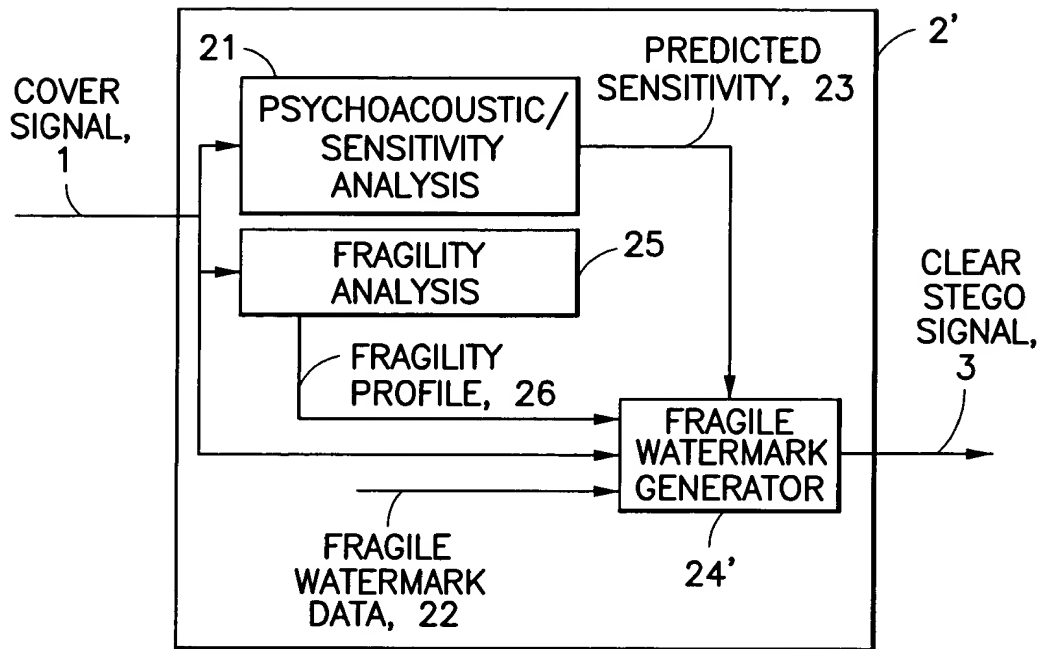 21
PREDICTED
SENSITIVITY, 23
2'
COVER
SIGNAL,
1
PSYCHOACOUSTIC/
SENSITIVITY
ANALYSIS
FRAGILITY
ANALYSIS
25
CLEAR
STEGO
SIGNAL,
3
FRAGILITY
PROFILE, 26
FRAGILE
WATERMARK
GENERATOR
24'
FRAGILE
WATERMARK
DATA, 22